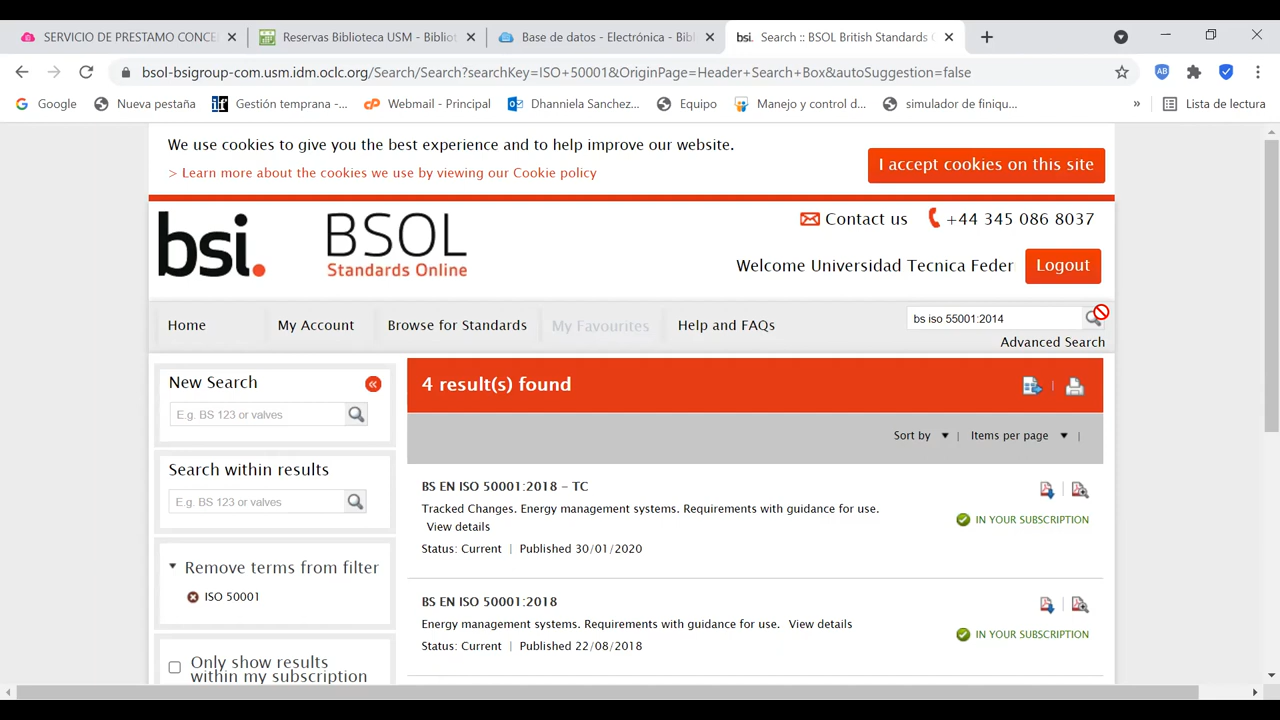 SERVICIO DE PRESTAMO CONCE
Reservas Biblioteca USM - Bibliot
Base de datos - Electrónica - Bibl
bsi. Search :: BSOL British Standards O
bsol-bsigroup-com.usm.idm.oclc.org/Search/Search?searchKey=ISO+50001&OriginPage=Header+Search+Box&autoSuggestion=false
Google
Nueva pestaña
Gestión temprana -...
Webmail - Principal
Dhanniela Sanchez...
Equipo
Manejo y control d...
simulador de finiqu...
»
Lista de lectura
We use cookies to give you the best experience and to help improve our website.
> Learn more about the cookies we use by viewing our Cookie policy
I accept cookies on this site
bsi.
BSOL
Standards Online
Contact us
+44 345 086 8037
Welcome Universidad Tecnica Feder
Logout
Home
My Account
Browse for Standards
My Favourites
Help and FAQs
bs iso 55001:2014
Advanced Search
New Search
E.g. BS 123 or valves
Search within results
E.g. BS 123 or valves
Remove terms from filter
ISO 50001
Only show results
within my subscription
4 result(s) found
Sort by | Items per page |
BS EN ISO 50001:2018 - TC
Tracked Changes. Energy management systems. Requirements with guidance for use.
View details
IN YOUR SUBSCRIPTION
Status: Current | Published 30/01/2020
BS EN ISO 50001:2018
Energy management systems. Requirements with guidance for use. View details
IN YOUR SUBSCRIPTION
Status: Current | Published 22/08/2018